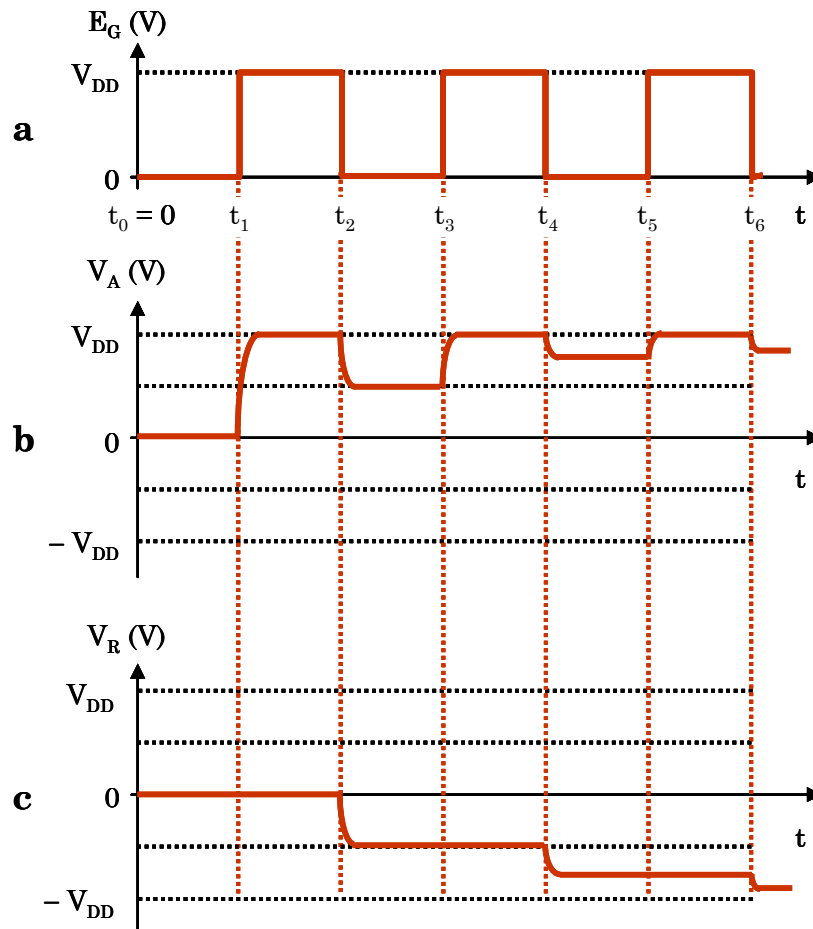 E_G (V)
V_DD
a
0
t_0 = 0 t_1 t_2 t_3 t_4 t_5 t_6 t
V_A (V)
V_DD
b
0
t
– V_DD
V_R (V)
V_DD
c
0
t
– V_DD